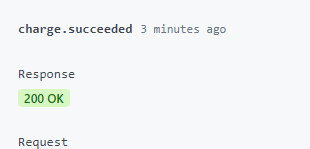 charge.succeeded 3 minutes ago
Response
200 OK
Request